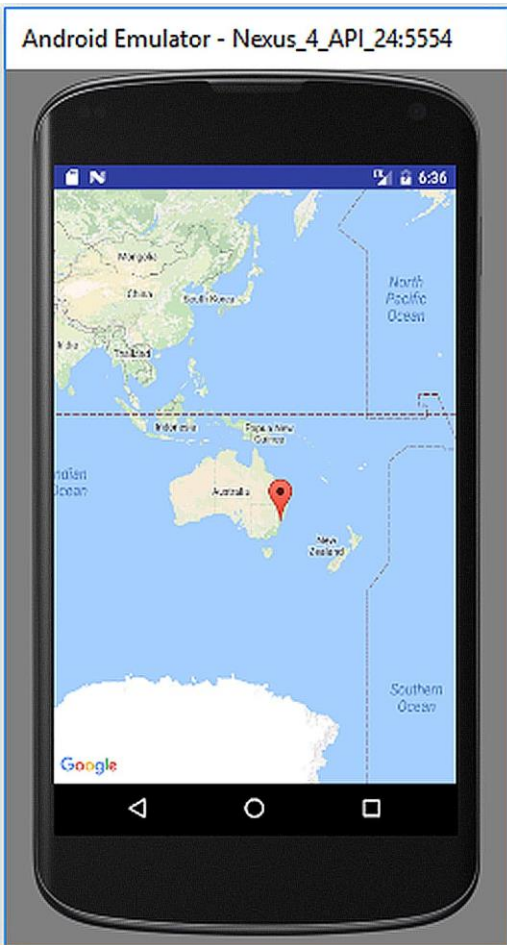 Android Emulator - Nexus_4_API_24:5554
6:36
Mongolia
North
Pacific
Ocean
China
South Korea
India
Thailand
Indonesia
Papua New
Guinea
Indian
Ocean
Australia
New
Zealand
Southern
Ocean
Google